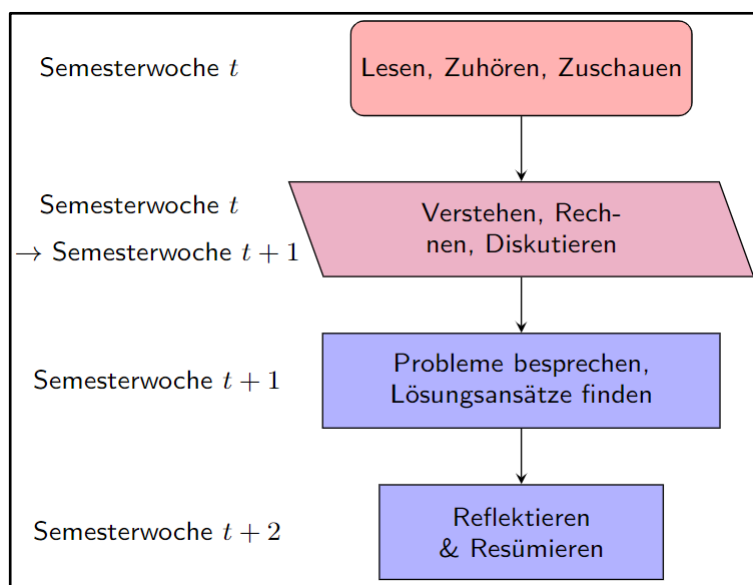 Semesterwoche t
Lesen, Zuhören, Zuschauen
Semesterwoche t
→ Semesterwoche t + 1
Verstehen, Rech-
nen, Diskutieren
Semesterwoche t + 1
Probleme besprechen,
Lösungsansätze finden
Semesterwoche t + 2
Reflektieren
& Resümieren